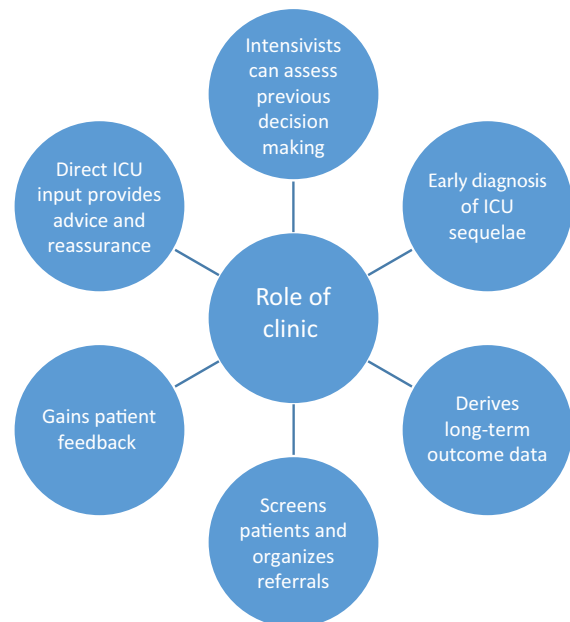 Intensivists
can assess
previous
decision
making
Direct ICU
input provides
advice and
reassurance
Early diagnosis
of ICU
sequelae
Role of
clinic
Gains patient
feedback
Derives
long-term
outcome data
Screens
patients and
organizes
referrals